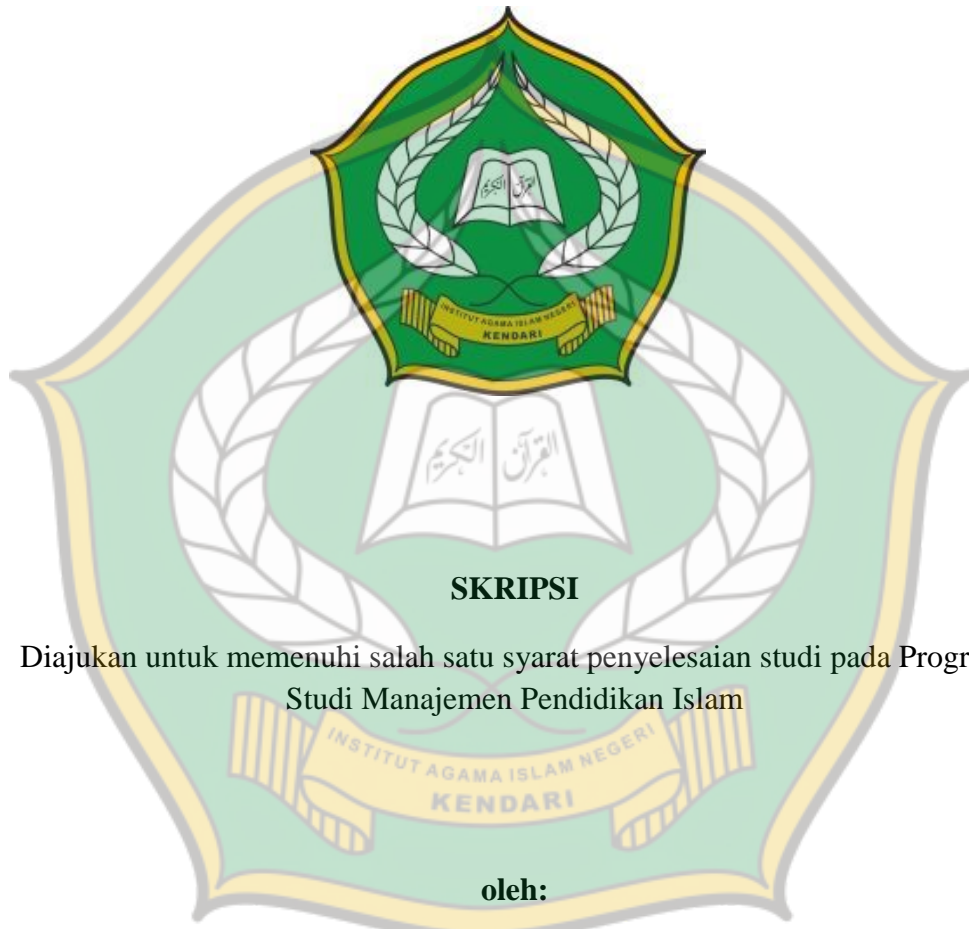 القرآن الكريم
INSTITUT AGAMA ISLAM NEGERI
KENDARI
القرآن الكريم
SKRIPSI
Diajukan untuk memenuhi salah satu syarat penyelesaian studi pada Progr
Studi Manajemen Pendidikan Islam
INSTITUT AGAMA ISLAM NEGERI
KENDARI
oleh: